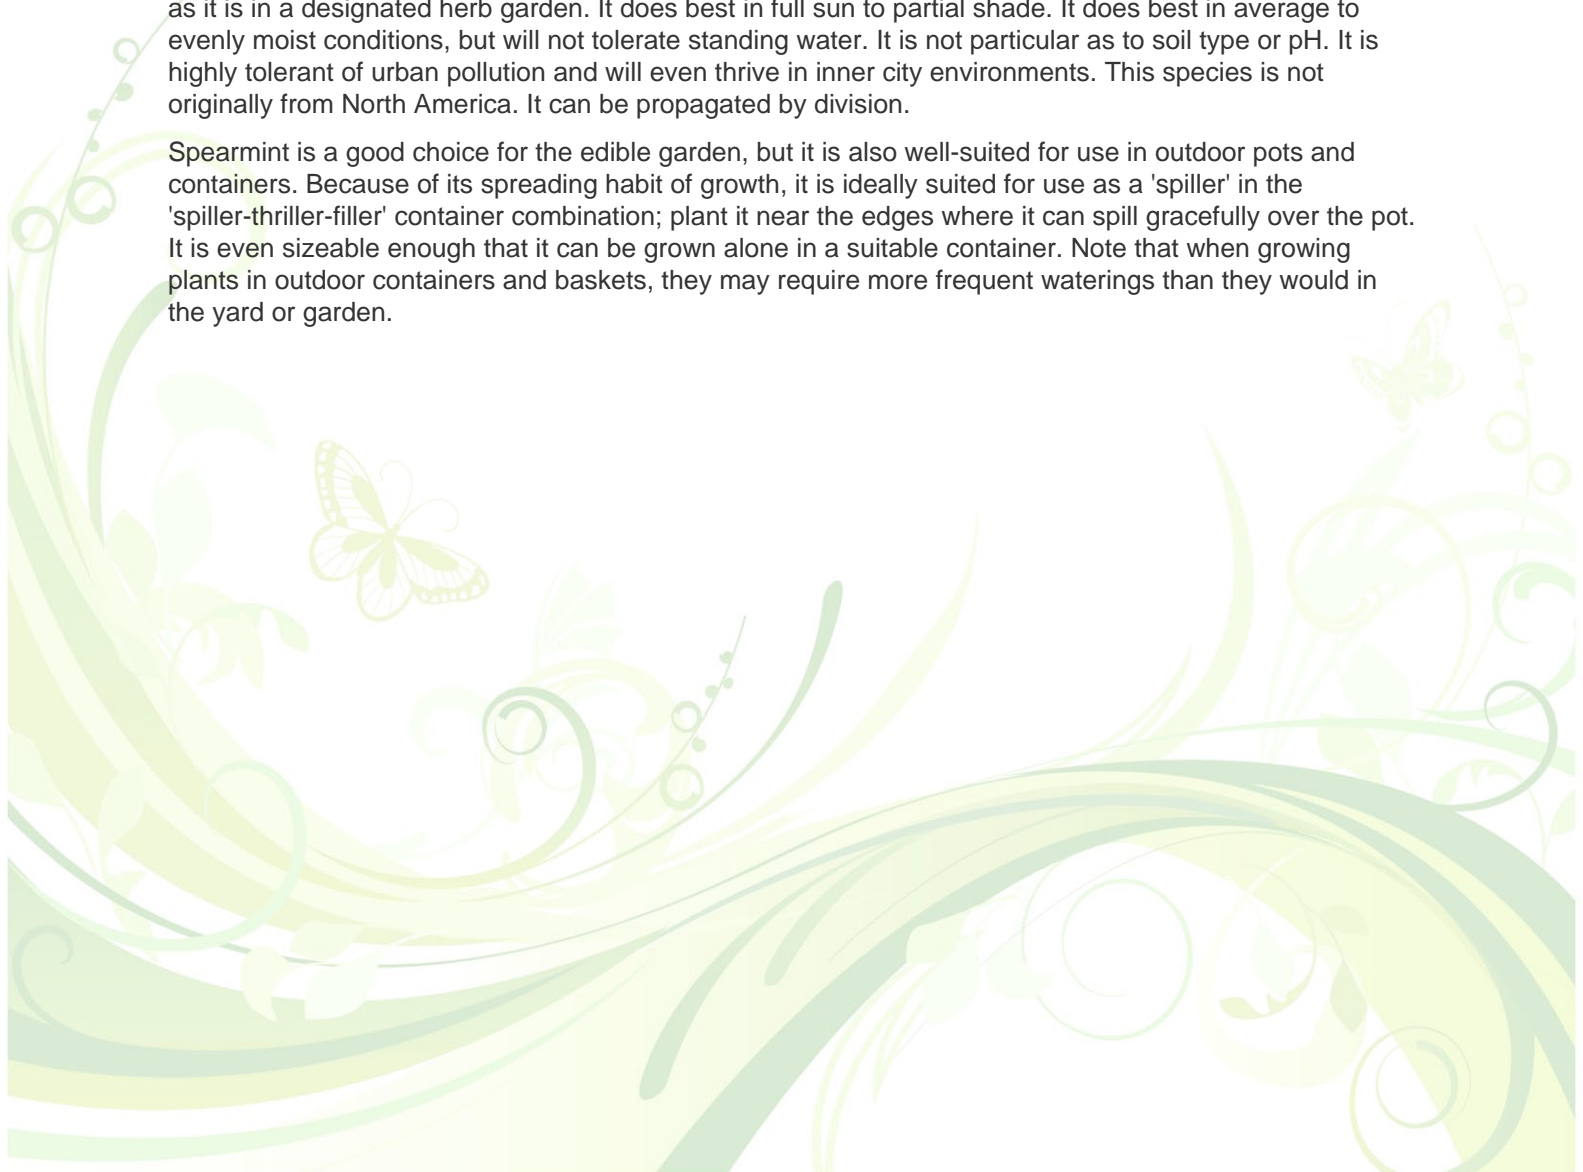 as it is in a designated herb garden. It does best in full sun to partial shade. It does best in average to
evenly moist conditions, but will not tolerate standing water. It is not particular as to soil type or pH. It is
highly tolerant of urban pollution and will even thrive in inner city environments. This species is not
originally from North America. It can be propagated by division.
Spearmint is a good choice for the edible garden, but it is also well-suited for use in outdoor pots and
containers. Because of its spreading habit of growth, it is ideally suited for use as a 'spiller' in the
'spiller-thriller-filler' container combination; plant it near the edges where it can spill gracefully over the pot.
It is even sizeable enough that it can be grown alone in a suitable container. Note that when growing
plants in outdoor containers and baskets, they may require more frequent waterings than they would in
the yard or garden.